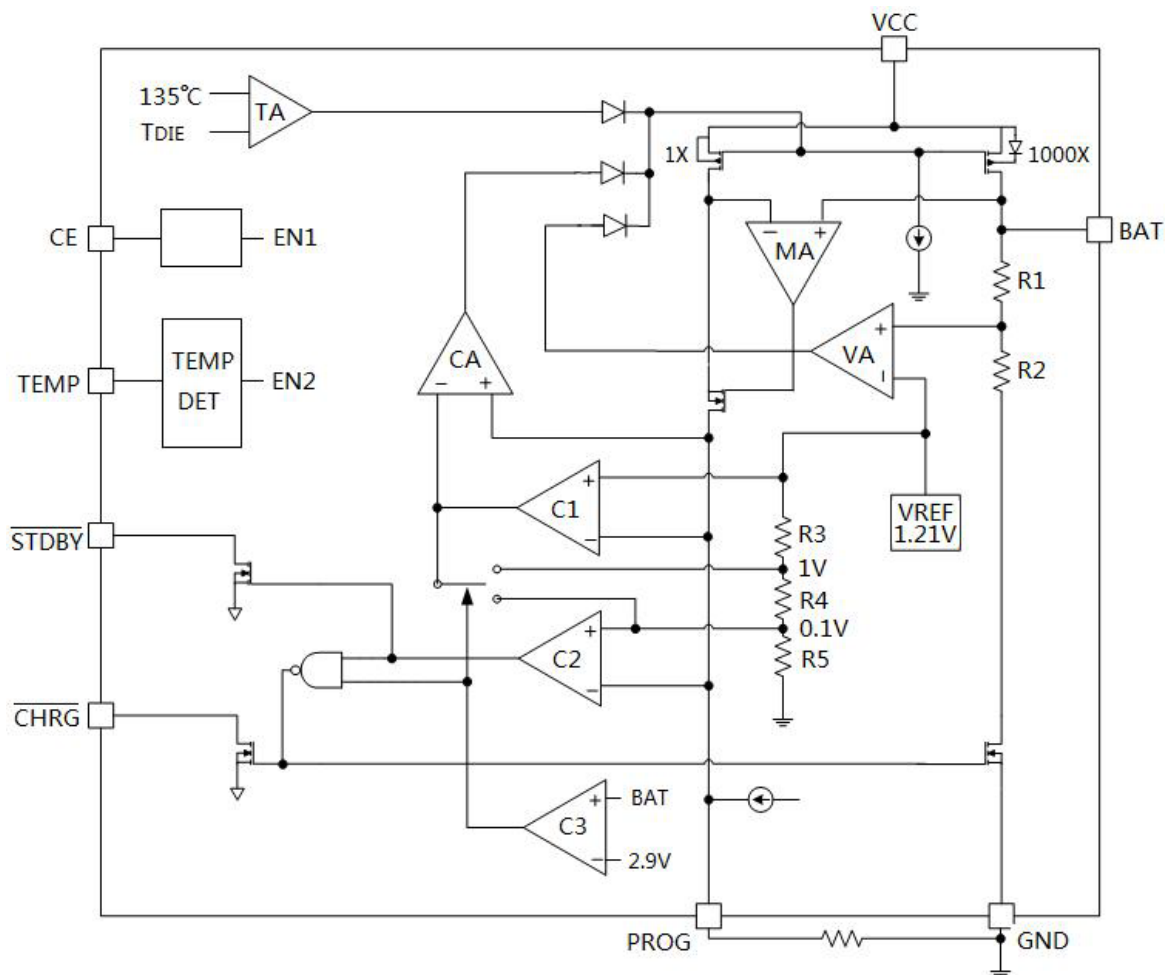 VCC
135℃
TA
TDIE
1X
1000X
CE
EN1
− +
MA
BAT
R1
TEMP
TEMP
DET
EN2
CA
− +
+
VA
−
R2
C1
+
−
VREF
1.21V
R3
STDBY
1V
R4
0.1V
C2
+
−
R5
CHRG
C3
+
BAT
−
2.9V
PROG
GND